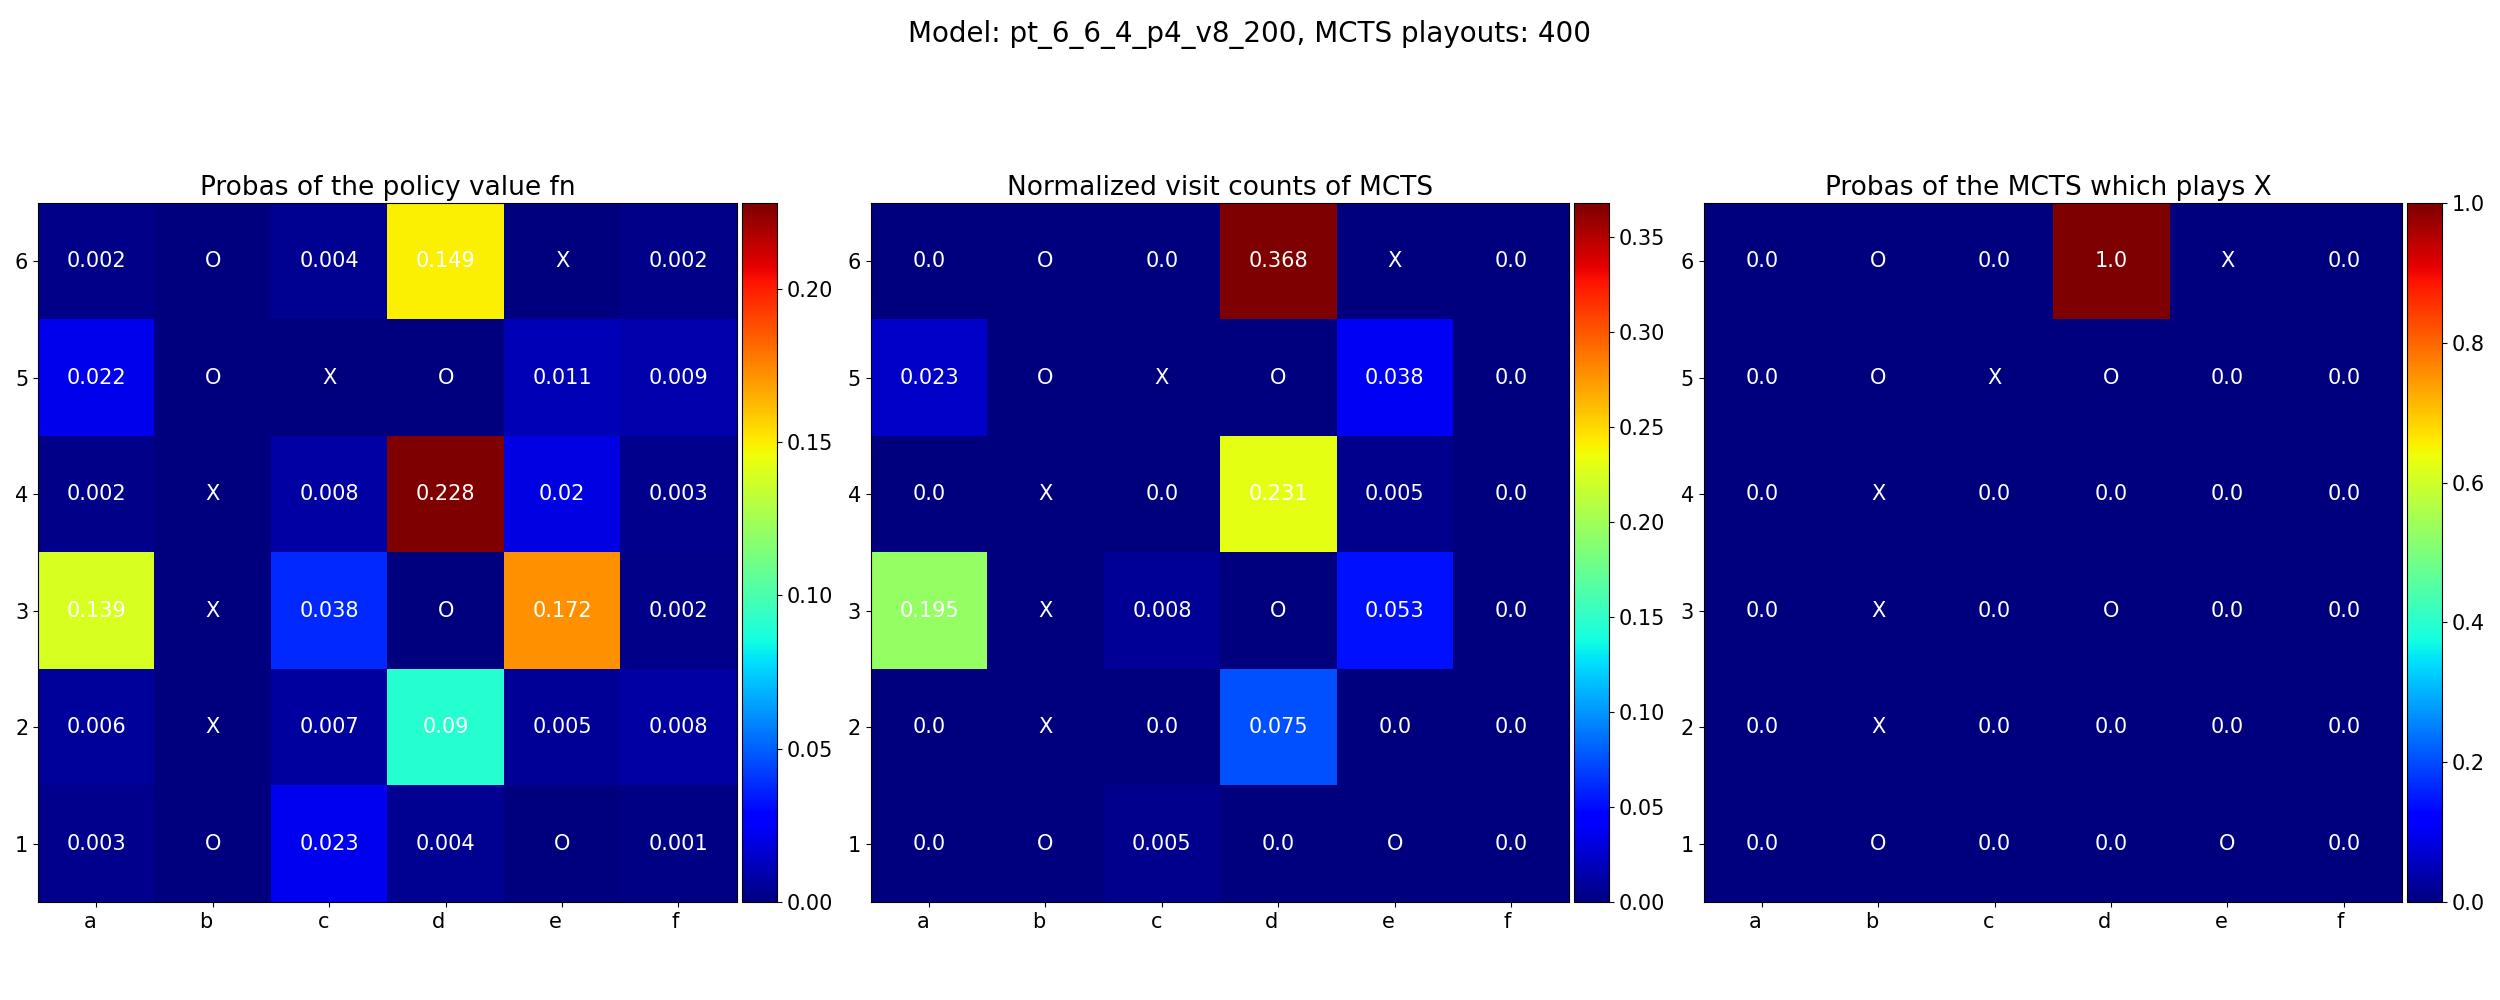 Model: pt_6_6_4_p4_v8_200, MCTS playouts: 400
Probas of the policy value fn
6 0.002 O 0.004 0.149 X 0.002
5 0.022 O X O 0.011 0.009
4 0.002 X 0.008 0.228 0.02 0.003
3 0.139 X 0.038 O 0.172 0.002
2 0.006 X 0.007 0.09 0.005 0.008
1 0.003 O 0.023 0.004 O 0.001
a b c d e f
0.20
0.15
0.10
0.05
0.00
Normalized visit counts of MCTS
6 0.0 O 0.0 0.368 X 0.0
5 0.023 O X O 0.038 0.0
4 0.0 X 0.0 0.231 0.005 0.0
3 0.195 X 0.008 O 0.053 0.0
2 0.0 X 0.0 0.075 0.0 0.0
1 0.0 O 0.005 0.0 O 0.0
a b c d e f
0.35
0.30
0.25
0.20
0.15
0.10
0.05
0.00
Probas of the MCTS which plays X
6 0.0 O 0.0 1.0 X 0.0
5 0.0 O X O 0.0 0.0
4 0.0 X 0.0 0.0 0.0 0.0
3 0.0 X 0.0 O 0.0 0.0
2 0.0 X 0.0 0.0 0.0 0.0
1 0.0 O 0.0 0.0 O 0.0
a b c d e f
1.0
0.8
0.6
0.4
0.2
0.0